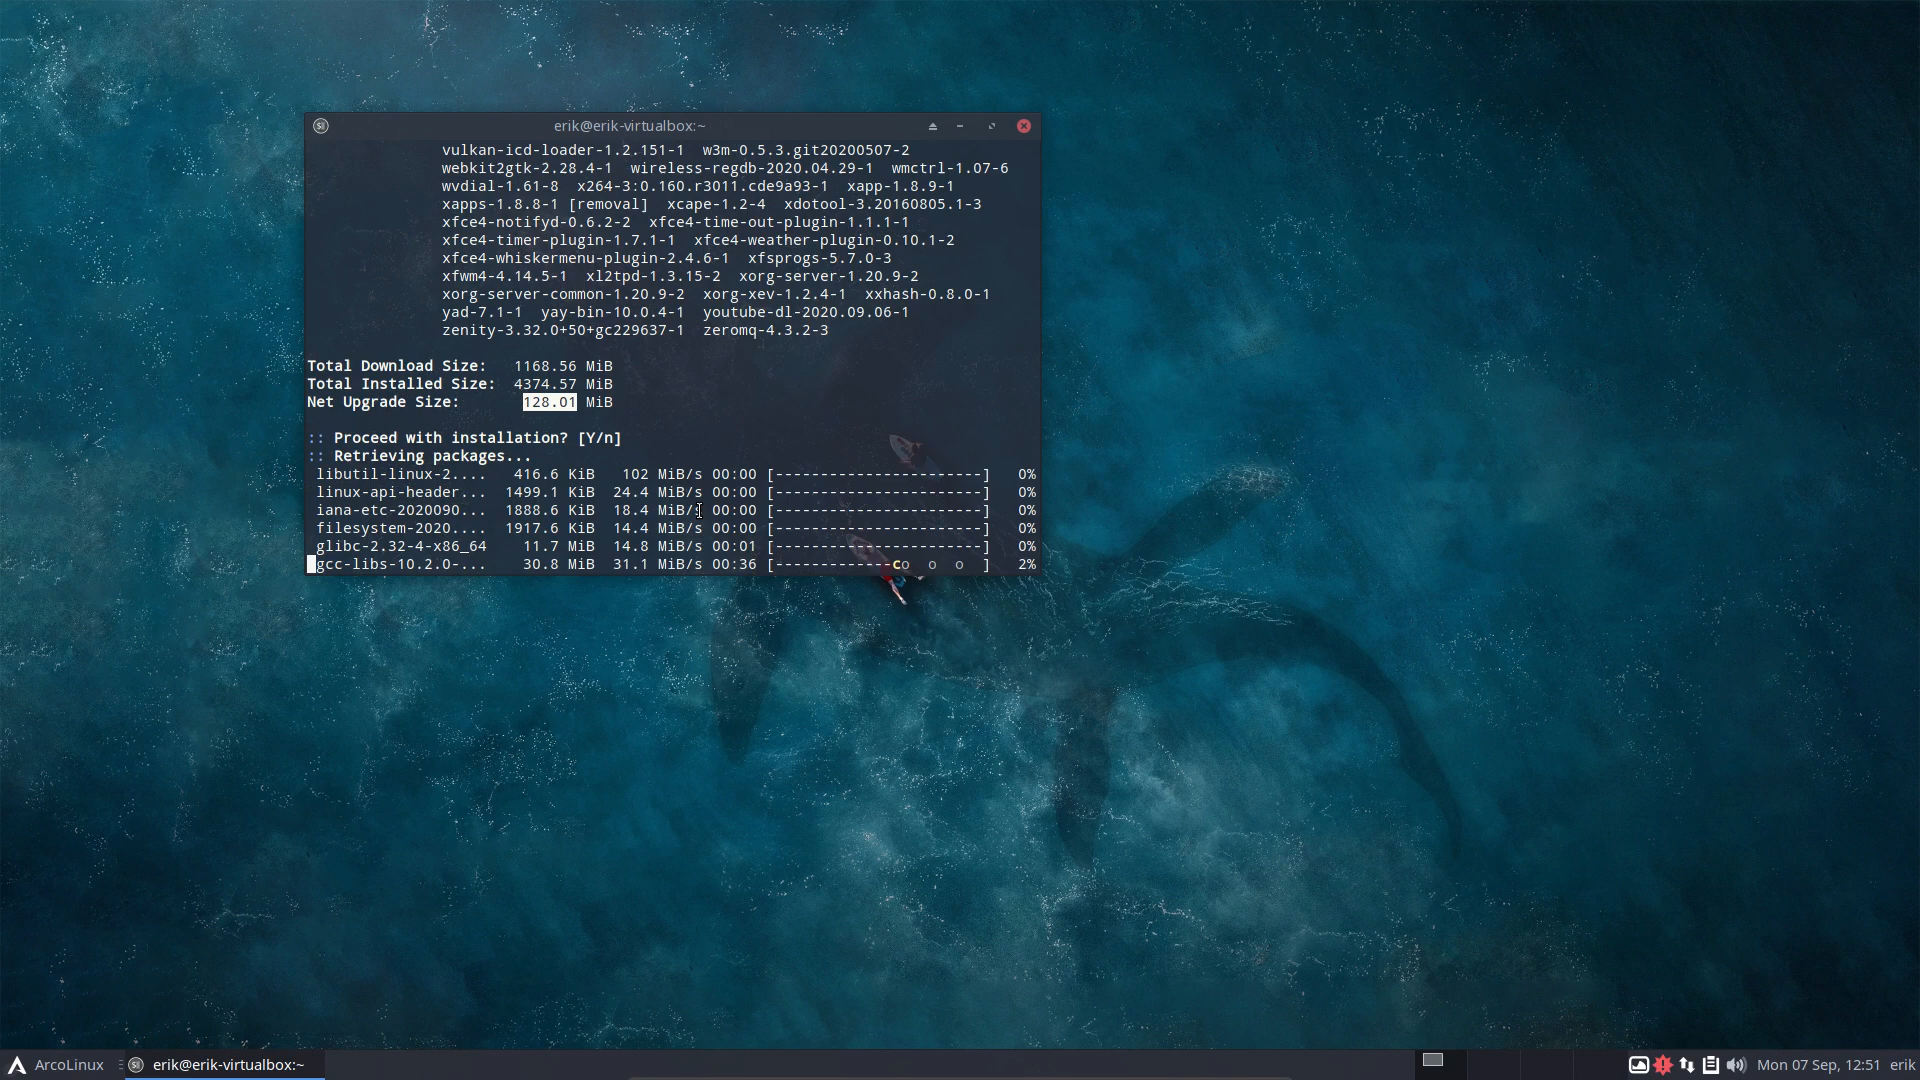 erik@erik-virtualbox:~
vulkan-icd-loader-1.2.151-1  w3m-0.5.3.git20200507-2
webkit2gtk-2.28.4-1  wireless-regdb-2020.04.29-1  wmctrl-1.07-6
wvdial-1.61-8  x264-3:0.160.r3011.cde9a93-1  xapp-1.8.9-1
xapps-1.8.8-1 [removal]  xcape-1.2-4  xdotool-3.20160805.1-3
xfce4-notifyd-0.6.2-2  xfce4-time-out-plugin-1.1.1-1
xfce4-timer-plugin-1.7.1-1  xfce4-weather-plugin-0.10.1-2
xfce4-whiskermenu-plugin-2.4.6-1  xfsprogs-5.7.0-3
xfwm4-4.14.5-1  xl2tpd-1.3.15-2  xorg-server-1.20.9-2
xorg-server-common-1.20.9-2  xorg-xev-1.2.4-1  xxhash-0.8.0-1
yad-7.1-1  yay-bin-10.0.4-1  youtube-dl-2020.09.06-1
zenity-3.32.0+50+gc229637-1  zeromq-4.3.2-3
Total Download Size:   1168.56 MiB
Total Installed Size:  4374.57 MiB
Net Upgrade Size:       128.01 MiB
:: Proceed with installation? [Y/n]
:: Retrieving packages...
libutil-linux-2....   416.6 KiB   102 MiB/s 00:00 [-----------------------]   0%
linux-api-header...  1499.1 KiB  24.4 MiB/s 00:00 [-----------------------]   0%
iana-etc-2020090...  1888.6 KiB  18.4 MiB/s 00:00 [-----------------------]   0%
filesystem-2020....  1917.6 KiB  14.4 MiB/s 00:00 [-----------------------]   0%
glibc-2.32-4-x86_64    11.7 MiB  14.8 MiB/s 00:01 [-----------------------]   0%
gcc-libs-10.2.0-...    30.8 MiB  31.1 MiB/s 00:36 [-------------co  o  o  ]   2%
ArcoLinux
erik@erik-virtualbox:~
Mon 07 Sep, 12:51  erik